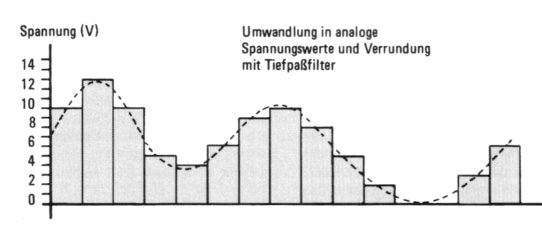 Spannung (V)
Umwandlung in analoge
Spannungswerte und Verrundung
mit Tiefpaßfilter
14
12
10
8
6
4
2
0